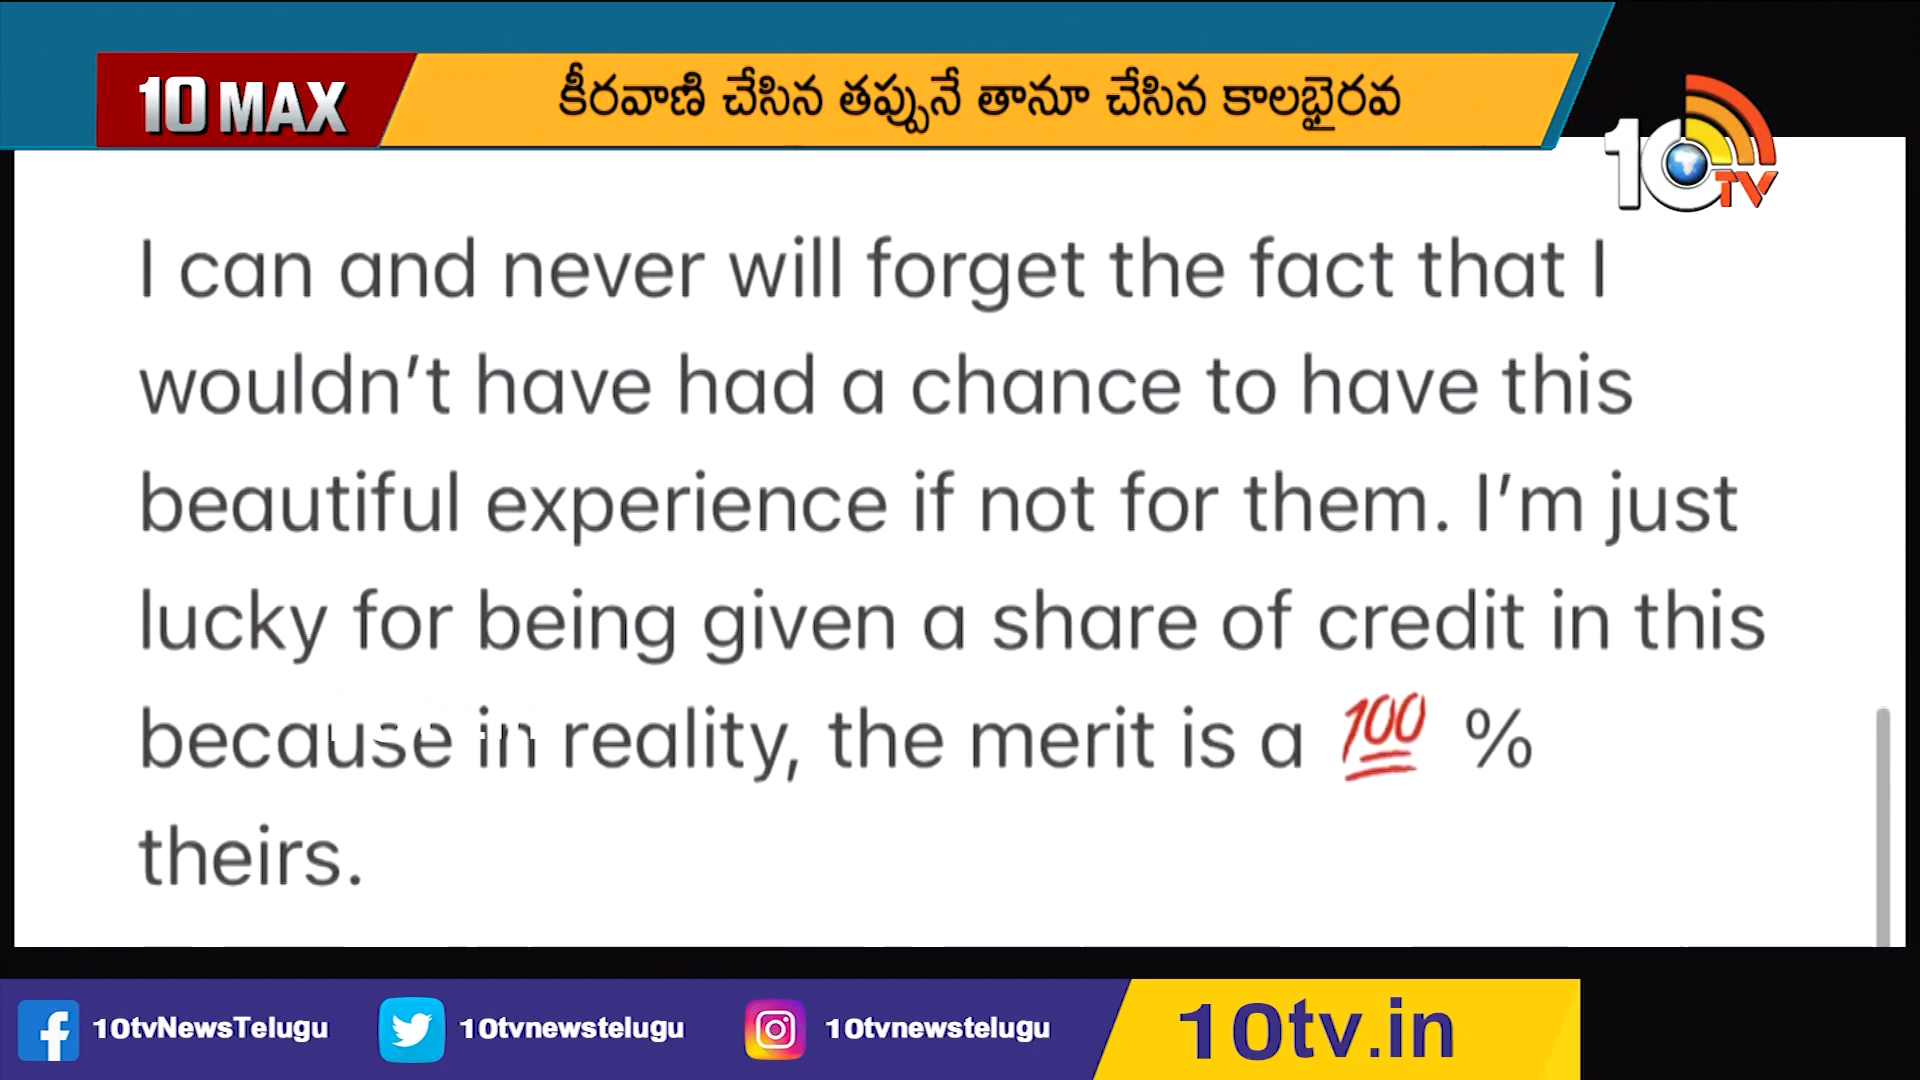 10 MAX
కీరవాణి చేసిన తప్పునే తానూ చేసిన కాలభైరవ
10 TV
I can and never will forget the fact that I
wouldn't have had a chance to have this
beautiful experience if not for them. I'm just
lucky for being given a share of credit in this
because in reality, the merit is a 💯 %
theirs.
10tvNewsTelugu
10tvnewstelugu
10tvnewstelugu
10tv.in